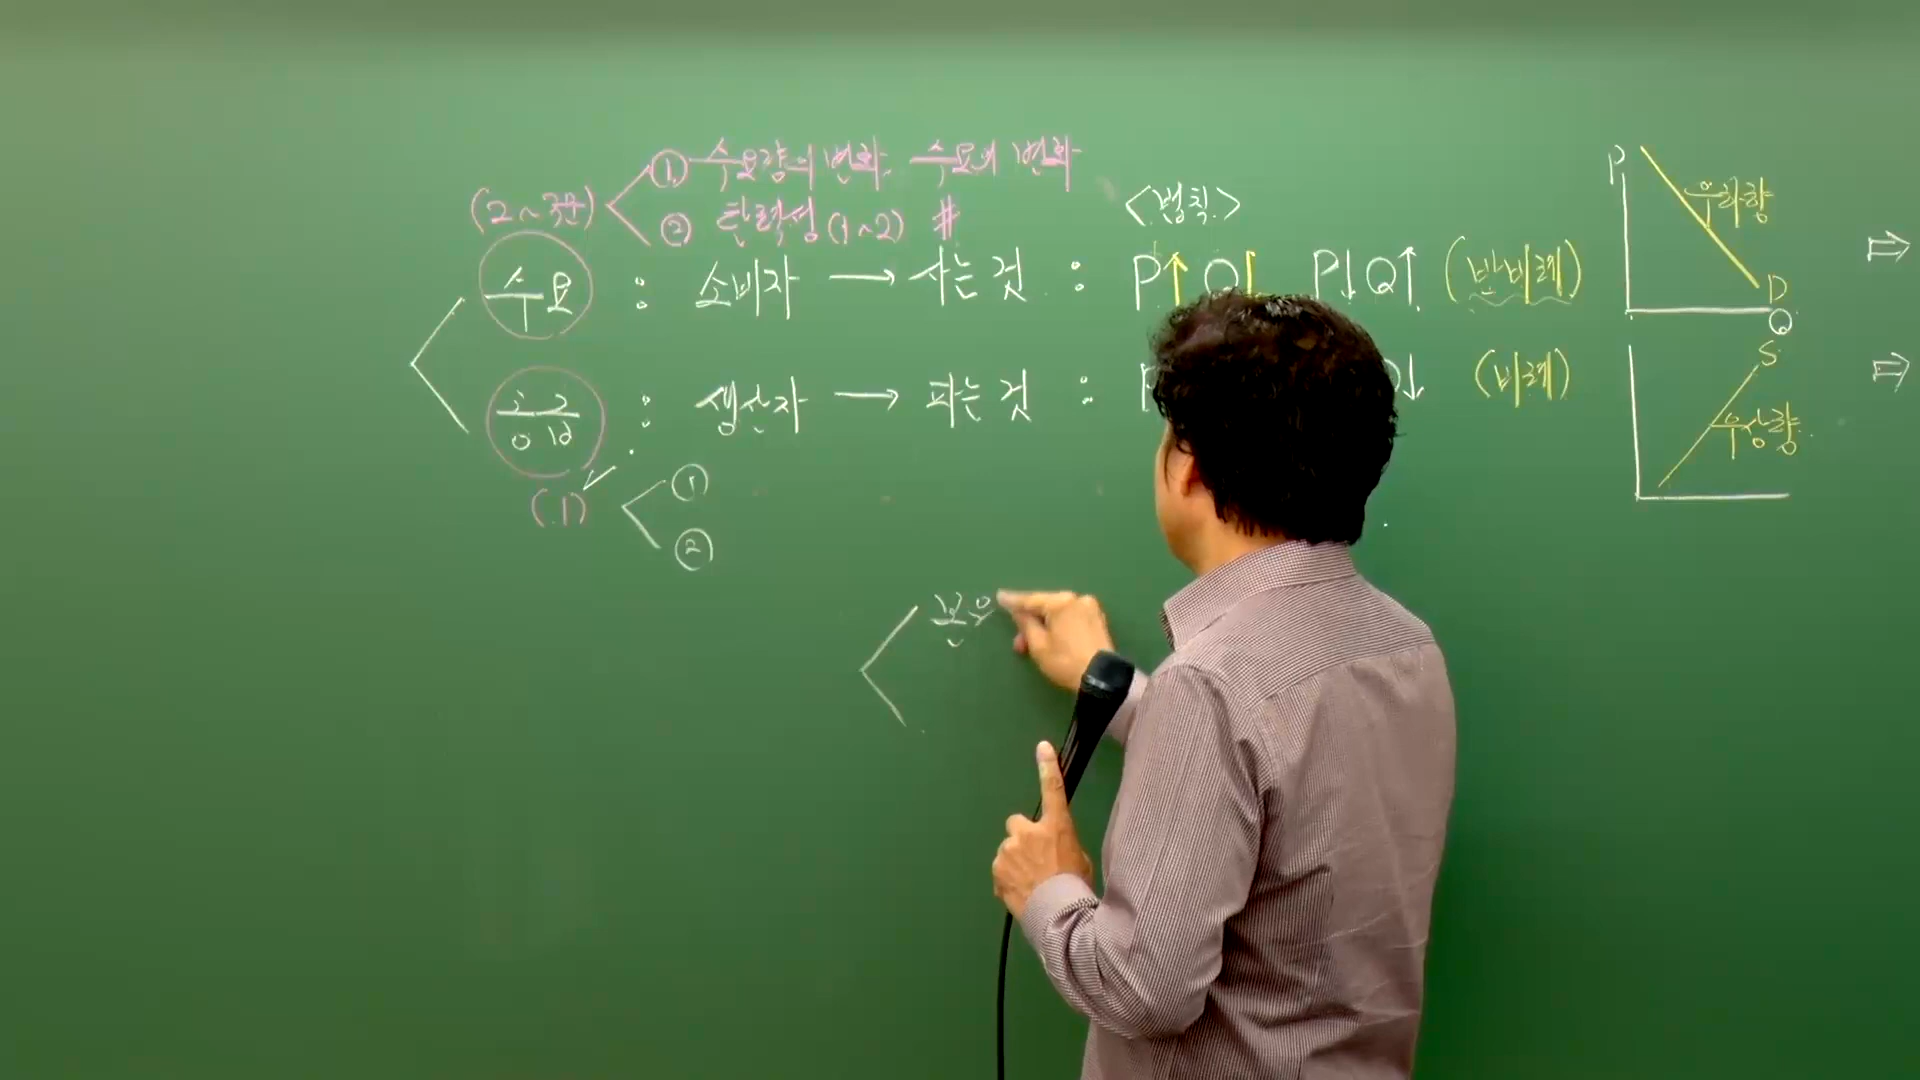 ① 수요량의 변화, 수요의 변화
(2~3문)
② 탄력성 (1~2) #
<법칙>
수요 : 소비자 → 사는 것 : P↑ Q↓ P↓ Q↑ (반비례)
공급 : 생산자 → 파는 것 : ↓ (비례)
(1)
①
②
P
우하향
D
Q
S
우상향